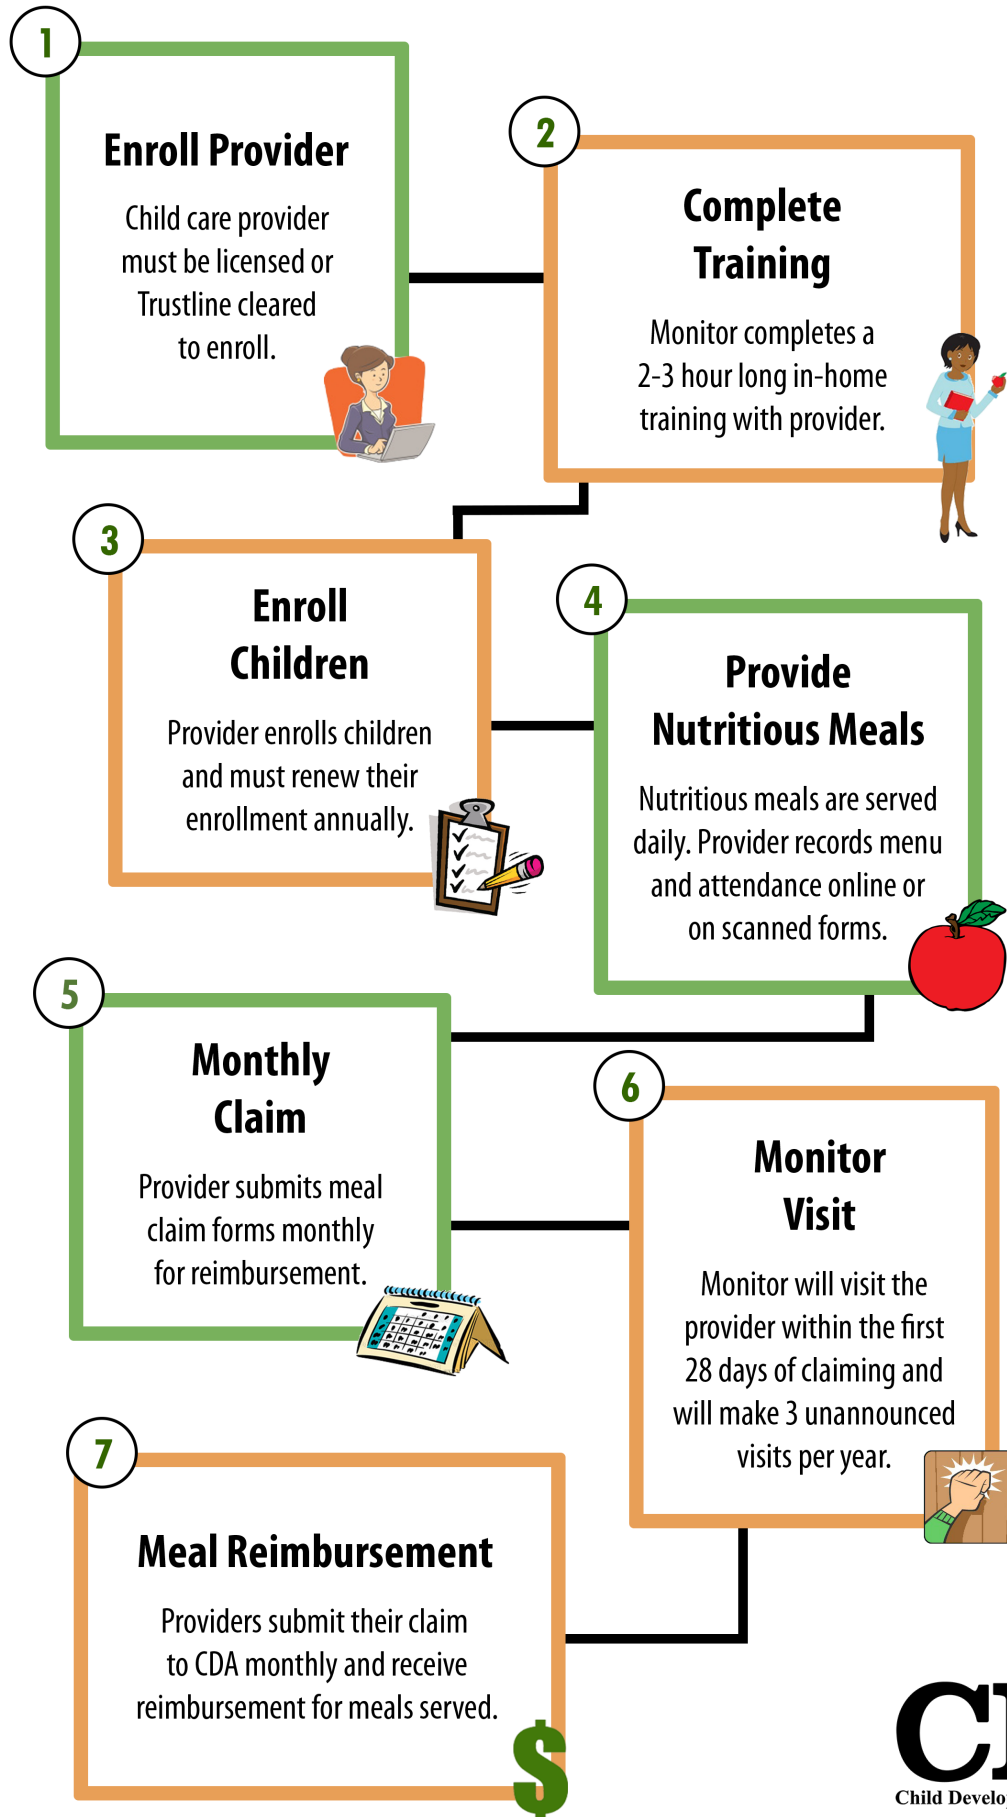 1
Enroll Provider
Child care provider
must be licensed or
Trustline cleared
to enroll.
2
Complete
Training
Monitor completes a
2-3 hour long in-home
training with provider.
3
Enroll
Children
Provider enrolls children
and must renew their
enrollment annually.
4
Provide
Nutritious Meals
Nutritious meals are served
daily. Provider records menu
and attendance online or
on scanned forms.
5
Monthly
Claim
Provider submits meal
claim forms monthly
for reimbursement.
6
Monitor
Visit
Monitor will visit the
provider within the first
28 days of claiming and
will make 3 unannounced
visits per year.
7
Meal Reimbursement
Providers submit their claim
to CDA monthly and receive
reimbursement for meals served.
$
Child